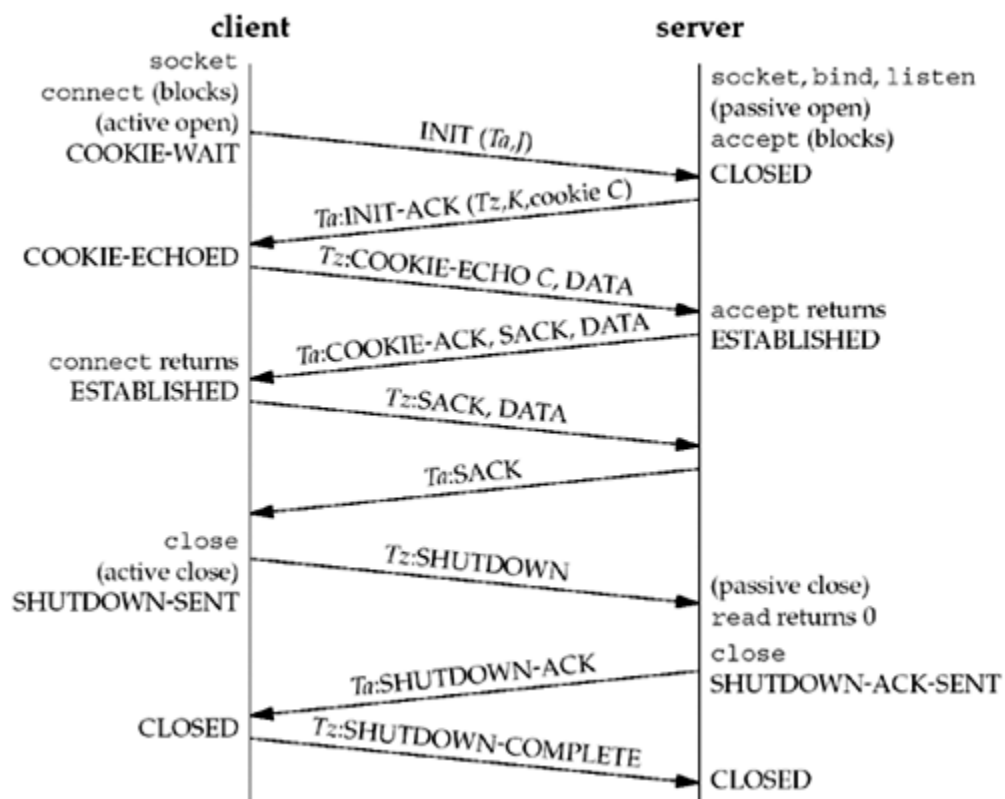 client
server
socket
connect (blocks)
(active open)
COOKIE-WAIT
socket, bind, listen
(passive open)
accept (blocks)
CLOSED
INIT (Ta,J)
Ta:INIT-ACK (Tz,K,cookie C)
COOKIE-ECHOED
Tz:COOKIE-ECHO C, DATA
accept returns
ESTABLISHED
Ta:COOKIE-ACK, SACK, DATA
connect returns
ESTABLISHED
Tz:SACK, DATA
Ta:SACK
close
(active close)
SHUTDOWN-SENT
Tz:SHUTDOWN
(passive close)
read returns 0
close
SHUTDOWN-ACK-SENT
Ta:SHUTDOWN-ACK
CLOSED
Tz:SHUTDOWN-COMPLETE
CLOSED